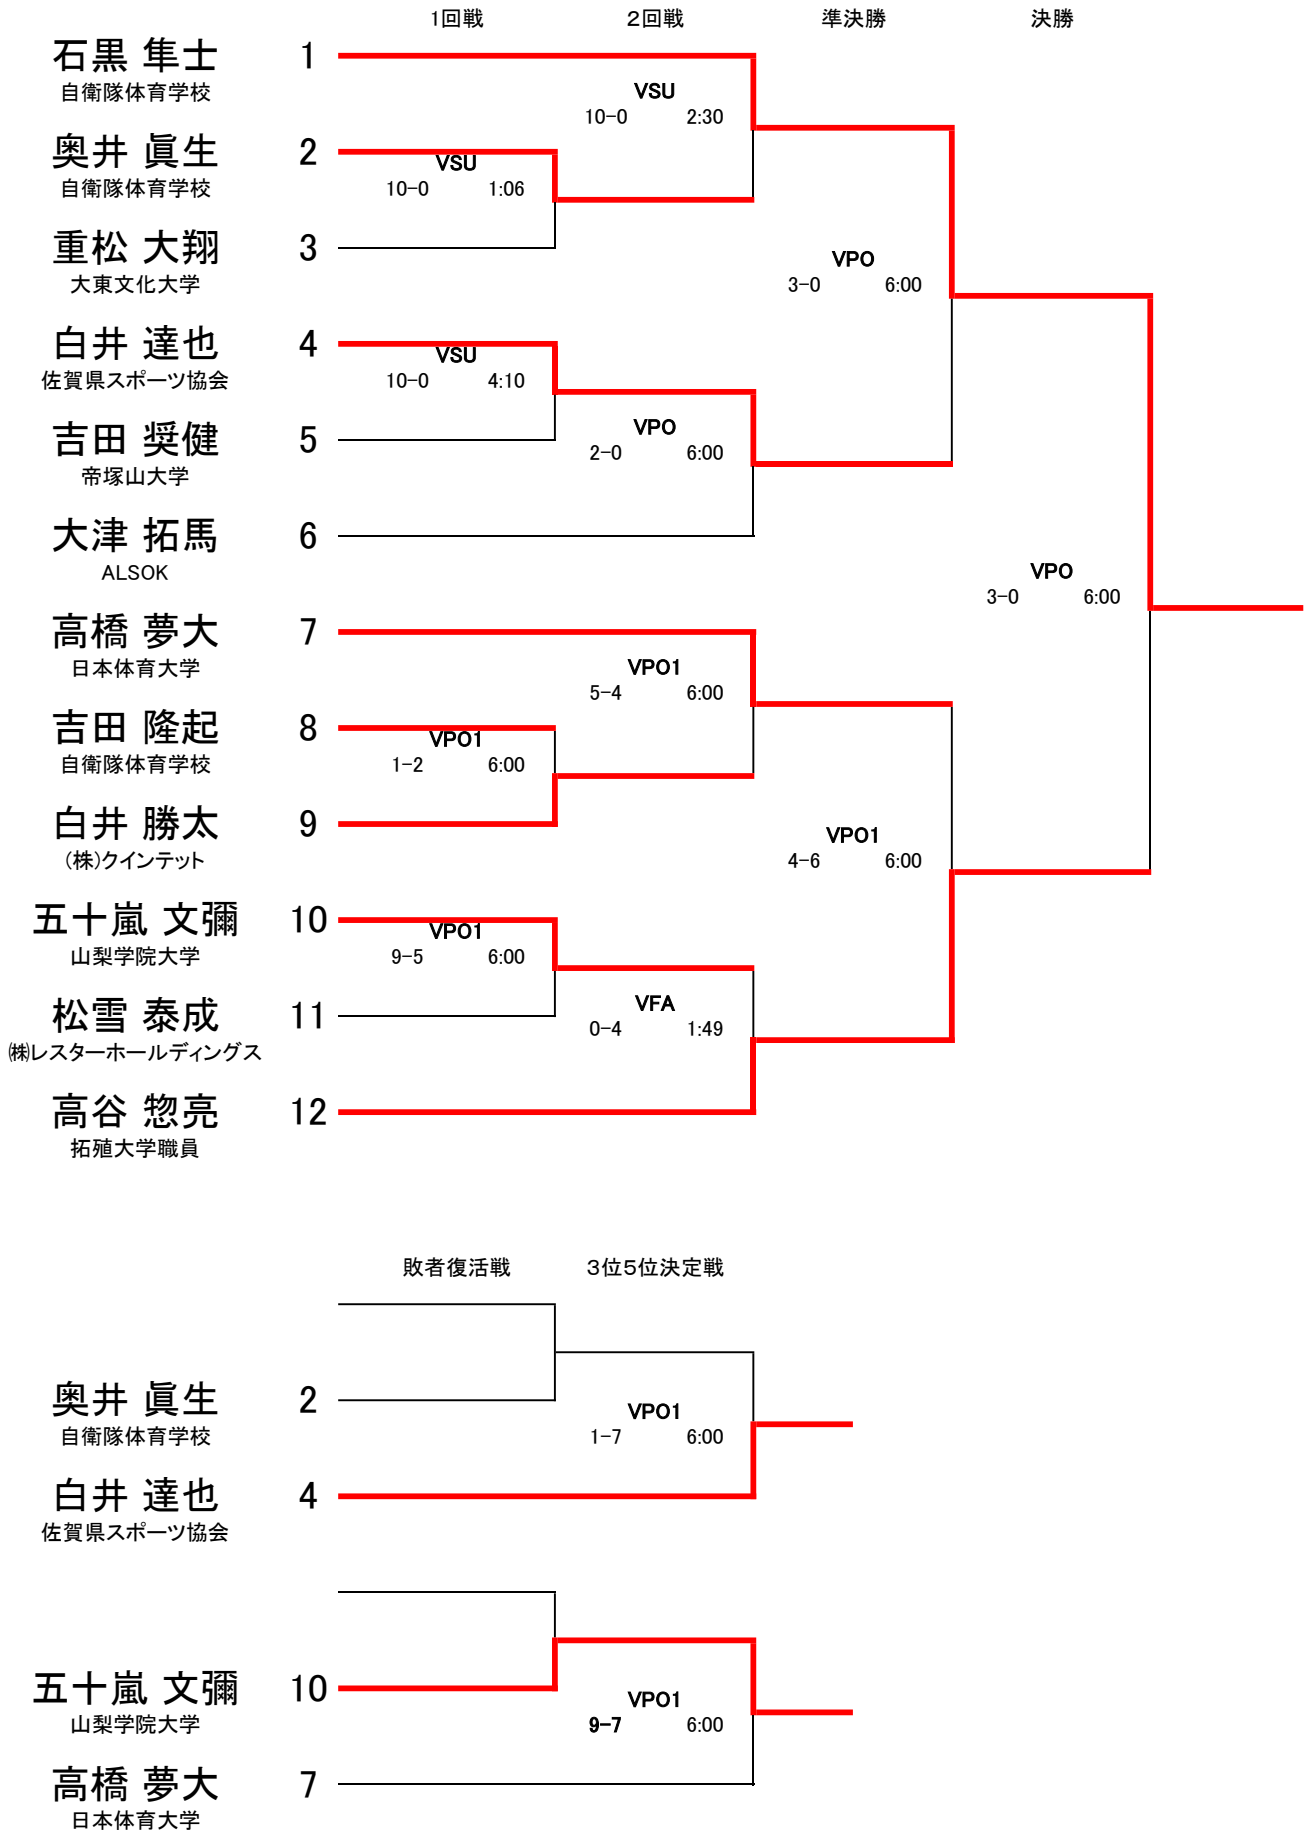 1回戦 2回戦 準決勝 決勝
石黒 隼士 1
自衛隊体育学校
VSU
10-0 2:30
奥井 眞生 2
VSU
自衛隊体育学校
10-0 1:06
重松 大翔 3
大東文化大学
VPO
3-0 6:00
白井 達也 4
VSU
佐賀県スポーツ協会
10-0 4:10
吉田 奨健 5
帝塚山大学
VPO
2-0 6:00
大津 拓馬 6
ALSOK
VPO
3-0 6:00
高橋 夢大 7
日本体育大学
VPO1
5-4 6:00
吉田 隆起 8
VPO1
自衛隊体育学校
1-2 6:00
白井 勝太 9
(株)クインテット
VPO1
4-6 6:00
五十嵐 文彌 10
VPO1
山梨学院大学
9-5 6:00
松雪 泰成 11
㈱レスターホールディングス
VFA
0-4 1:49
高谷 惣亮 12
拓殖大学職員
敗者復活戦 3位5位決定戦
奥井 眞生 2
自衛隊体育学校
VPO1
1-7 6:00
白井 達也 4
佐賀県スポーツ協会
五十嵐 文彌 10
山梨学院大学
VPO1
9-7 6:00
高橋 夢大 7
日本体育大学